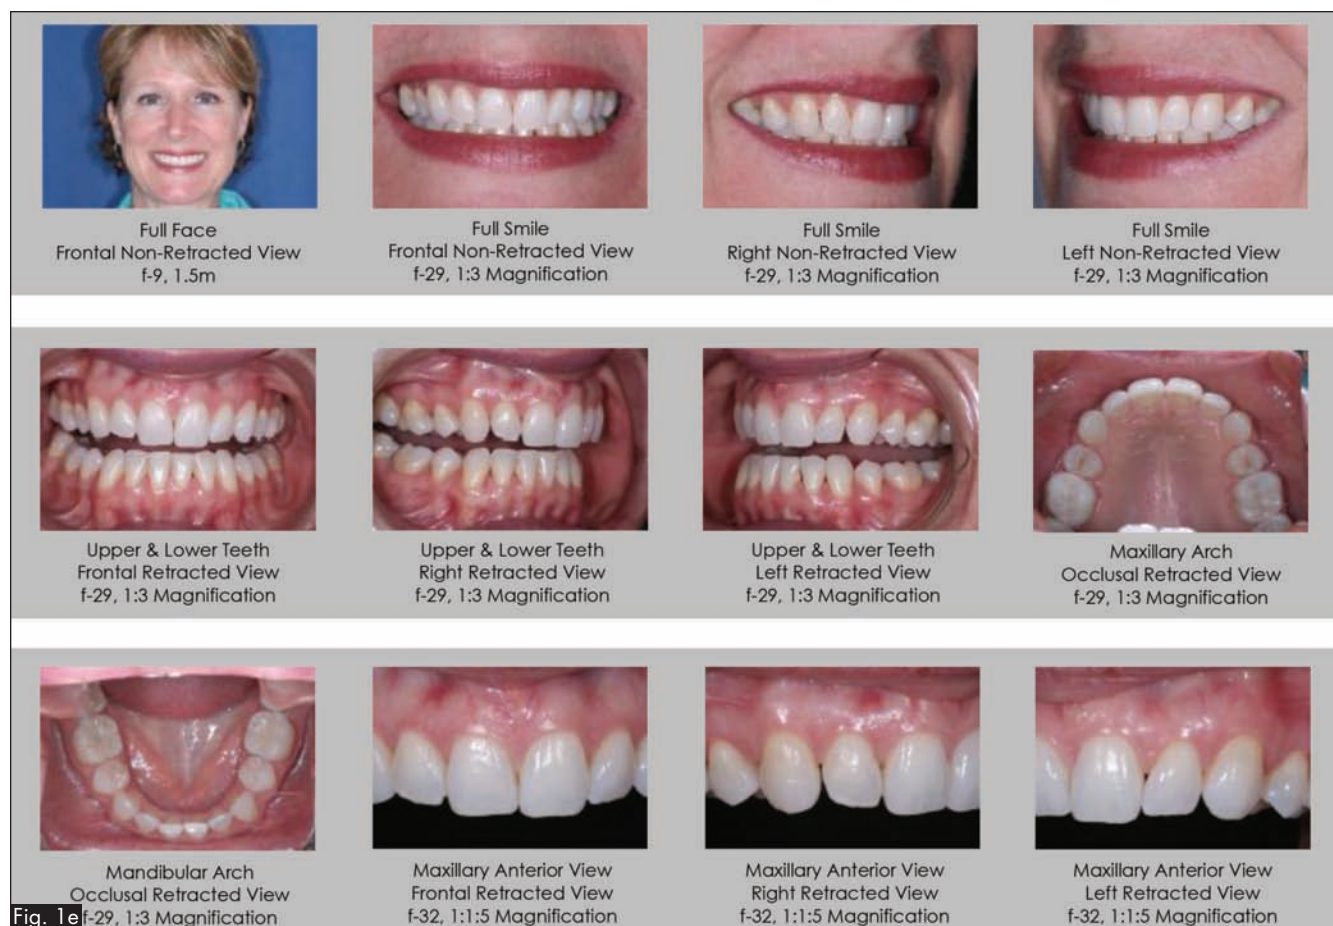 Full Face
Frontal Non-Retracted View
f-9, 1.5m
Full Smile
Frontal Non-Retracted View
f-29, 1:3 Magnification
Full Smile
Right Non-Retracted View
f-29, 1:3 Magnification
Full Smile
Left Non-Retracted View
f-29, 1:3 Magnification
Upper & Lower Teeth
Frontal Retracted View
f-29, 1:3 Magnification
Upper & Lower Teeth
Right Retracted View
f-29, 1:3 Magnification
Upper & Lower Teeth
Left Retracted View
f-29, 1:3 Magnification
Maxillary Arch
Occlusal Retracted View
f-29, 1:3 Magnification
Mandibular Arch
Occlusal Retracted View
f-29, 1:3 Magnification
Maxillary Anterior View
Frontal Retracted View
f-32, 1:1:5 Magnification
Maxillary Anterior View
Right Retracted View
f-32, 1:1:5 Magnification
Maxillary Anterior View
Left Retracted View
f-32, 1:1:5 Magnification
Fig. 1e